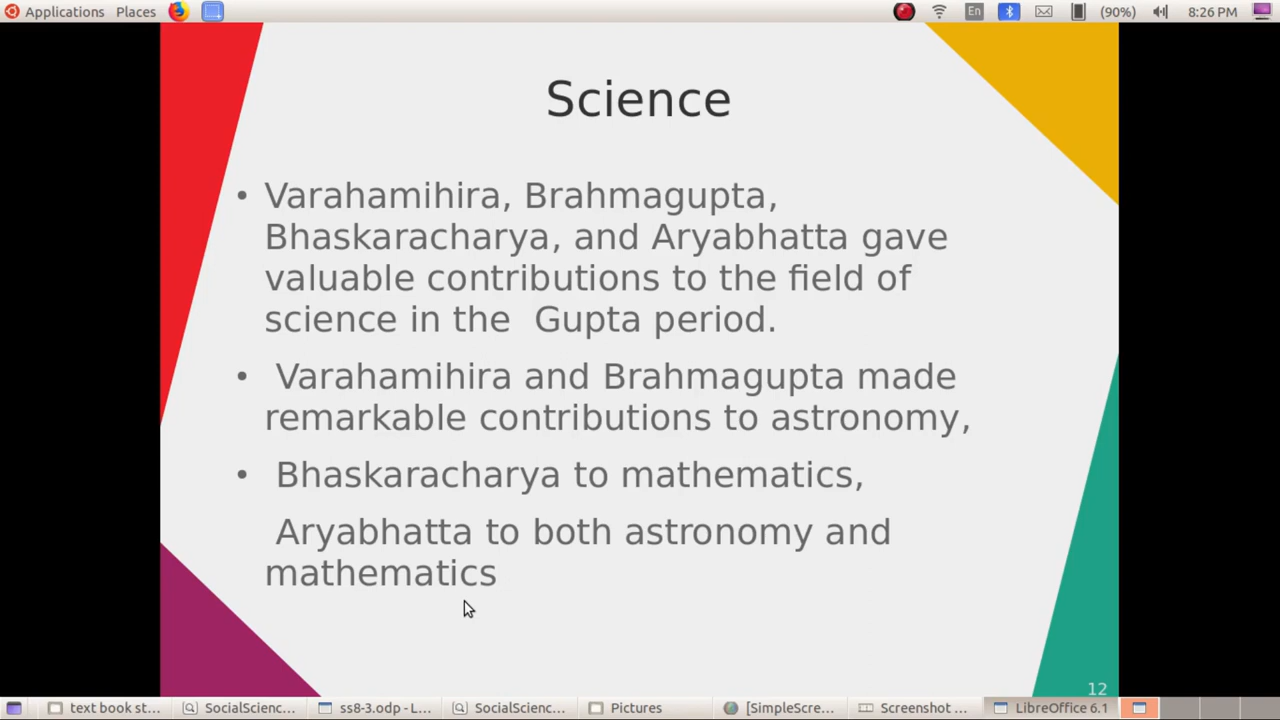 Applications Places En (90%) 8:26 PM
Science
• Varahamihira, Brahmagupta,
Bhaskaracharya, and Aryabhatta gave
valuable contributions to the field of
science in the  Gupta period.
• Varahamihira and Brahmagupta made
remarkable contributions to astronomy,
• Bhaskaracharya to mathematics,
Aryabhatta to both astronomy and
mathematics
12
text book st... SocialScienc... ss8-3.odp - L... SocialScienc... Pictures [SimpleScre... Screenshot ... LibreOffice 6.1